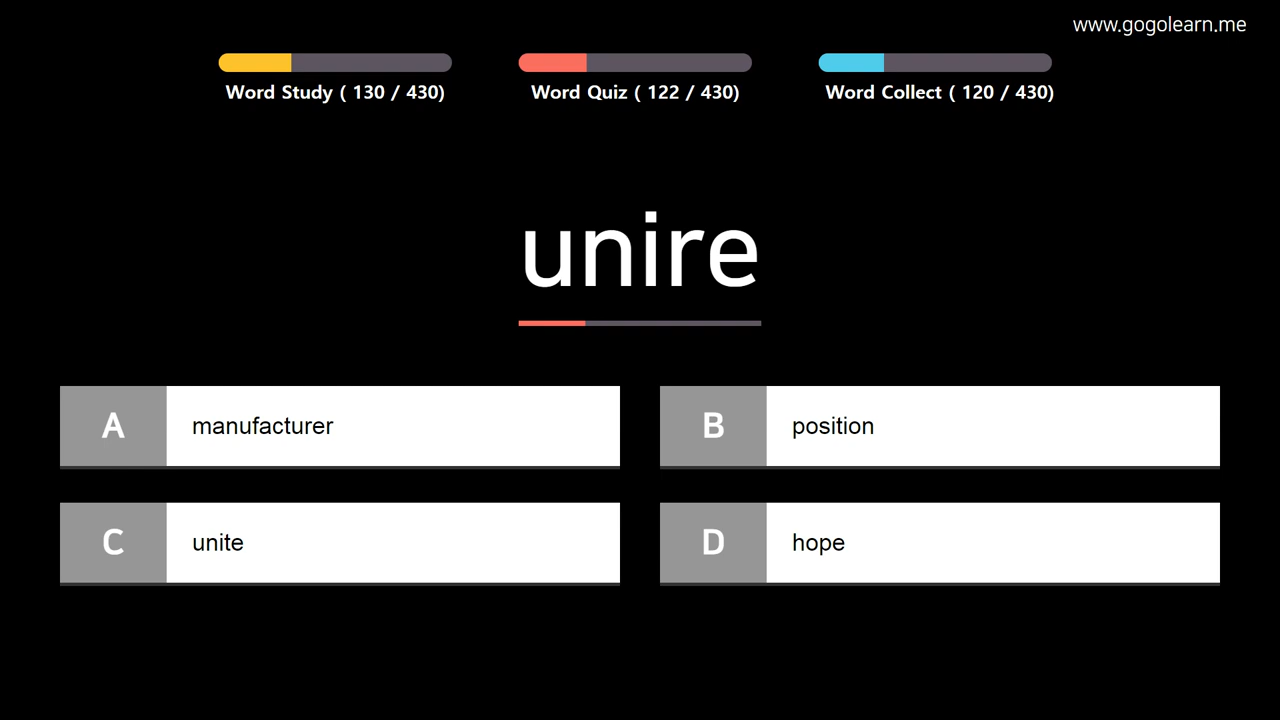 www.gogolearn.me
Word Study ( 130 / 430)
Word Quiz ( 122 / 430)
Word Collect ( 120 / 430)
unire
A
manufacturer
B
position
C
unite
D
hope